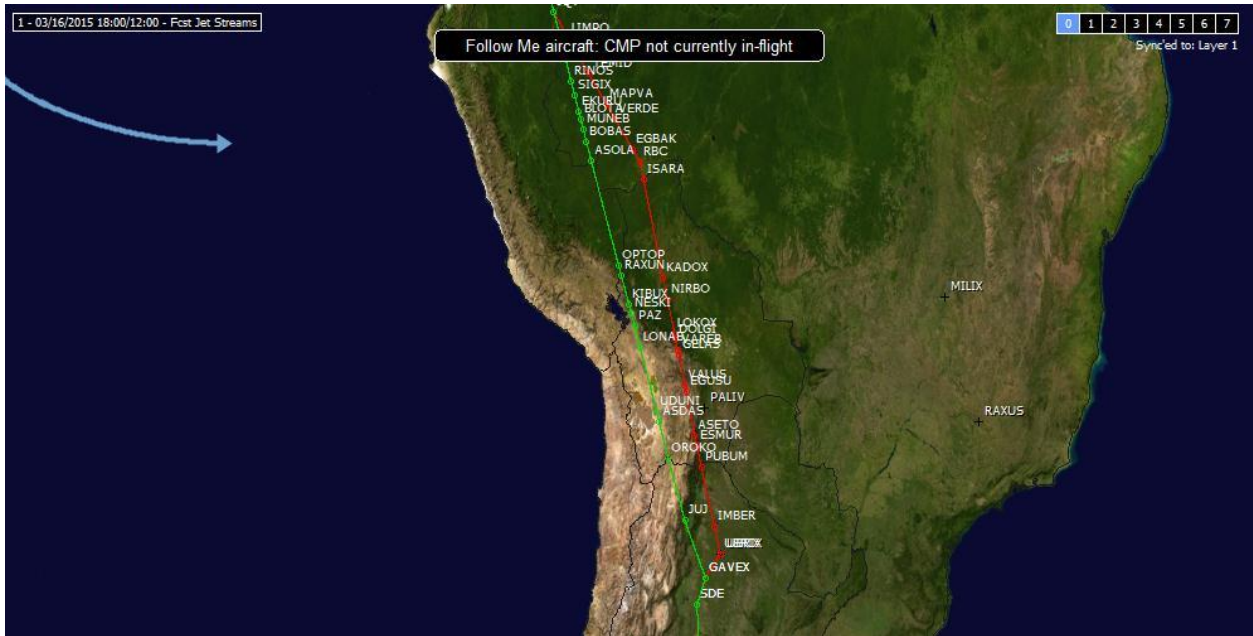 1 - 03/16/2015 18:00/12:00 - Fcst Jet Streams
0 1 2 3 4 5 6 7
Sync'ed to: Layer 1
Follow Me aircraft: CMP not currently in-flight
RINOS
SIGIX
MAPVA
EKURU
VERDE
MUNEB
BOBAS
EGBAK
ASOLA
RBC
ISARA
OPTOP
RAXUN
KADOX
NIRBO
KIBUX
NESKI
PAZ
MILIX
LOKOX
DOLGI
LONAB
VAREB
GELAS
VALUS
EGUSU
PALIV
UDUNI
ASDAS
RAXUS
ASETO
ESMUR
OROKO
PUBUM
JUJ
IMBER
GAVEX
SDE